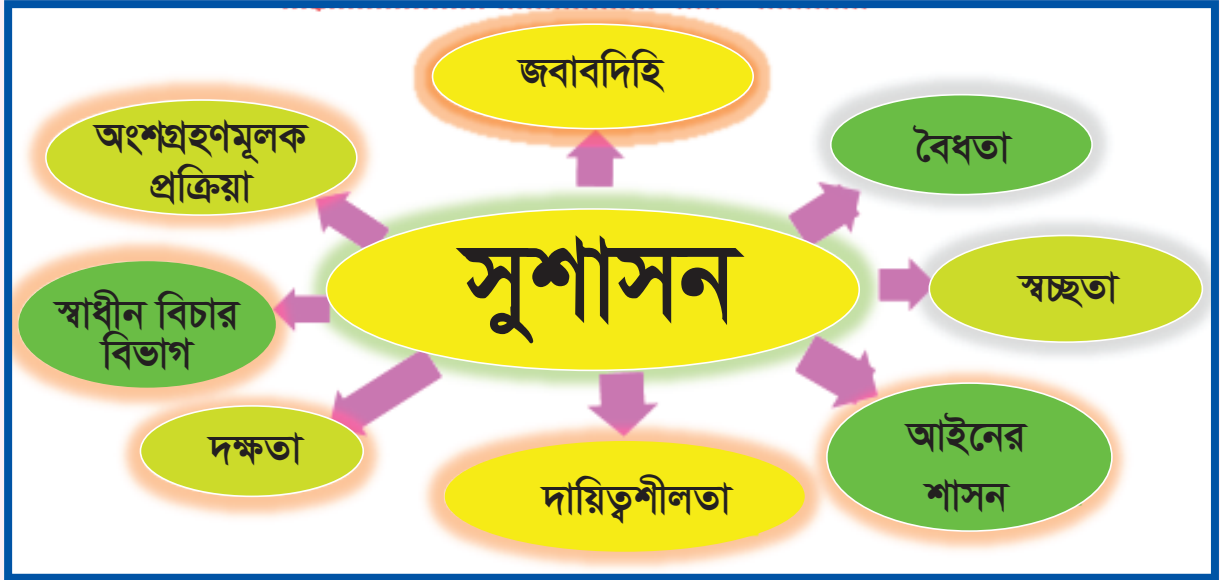 জবাবদিহি
অংশগ্রহণমূলক
প্রক্রিয়া
বৈধতা
সুশাসন
স্বচ্ছতা
স্বাধীন বিচার
বিভাগ
দক্ষতা
দায়িত্বশীলতা
আইনের
শাসন